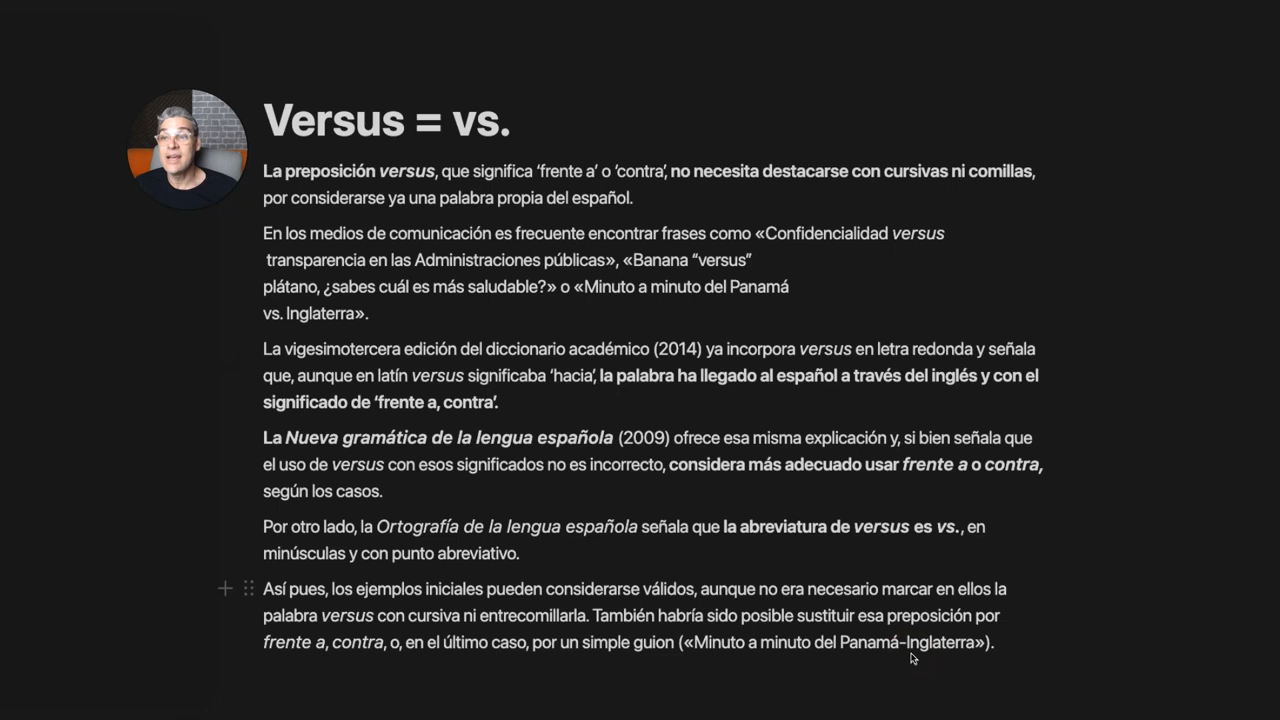 Versus = vs.
La preposición versus, que significa ‘frente a‘ o ‘contra’, no necesita destacarse con cursivas ni comillas,
por considerarse ya una palabra propia del español.
En los medios de comunicación es frecuente encontrar frases como «Confidencialidad versus
transparencia en las Administraciones públicas», «Banana “versus”
plátano, ¿sabes cuál es más saludable?» o «Minuto a minuto del Panamá
vs. Inglaterra».
La vigesimotercera edición del diccionario académico (2014) ya incorpora versus en letra redonda y señala
que, aunque en latín versus significaba ‘hacia’, la palabra ha llegado al español a través del inglés y con el
significado de ‘frente a, contra’.
La Nueva gramática de la lengua española (2009) ofrece esa misma explicación y, si bien señala que
el uso de versus con esos significados no es incorrecto, considera más adecuado usar frente a o contra,
según los casos.
Por otro lado, la Ortografía de la lengua española señala que la abreviatura de versus es vs., en
minúsculas y con punto abreviativo.
Así pues, los ejemplos iniciales pueden considerarse válidos, aunque no era necesario marcar en ellos la
palabra versus con cursiva ni entrecomillarla. También habría sido posible sustituir esa preposición por
frente a, contra, o, en el último caso, por un simple guion («Minuto a minuto del Panamá-Inglaterra»).